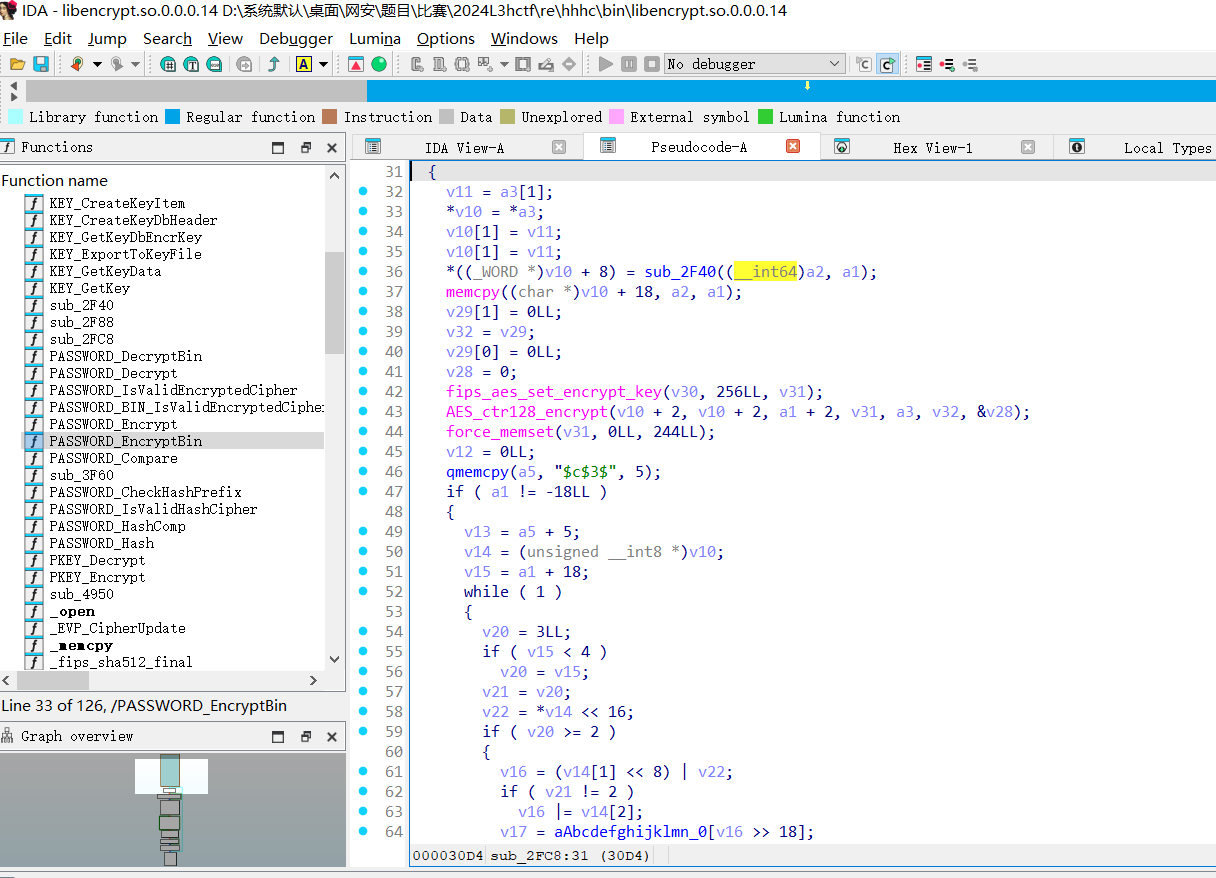 IDA - libencrypt.so.0.0.0.14 D:\系统默认\桌面\网安\题目\比赛\2024L3hctf\re\hhhc\bin\libencrypt.so.0.0.0.14
File Edit Jump Search View Debugger Lumina Options Windows Help
No debugger
Library function Regular function Instruction Data Unexplored External symbol Lumina function
Functions
IDA View-A Pseudocode-A Hex View-1 Local Types
Function name
KEY_CreateKeyItem
KEY_CreateKeyDbHeader
KEY_GetKeyDbEncrKey
KEY_ExportToKeyFile
KEY_GetKeyData
KEY_GetKey
sub_2F40
sub_2F88
sub_2FC8
PASSWORD_DecryptBin
PASSWORD_Decrypt
PASSWORD_IsValidEncryptedCipher
PASSWORD_BIN_IsValidEncryptedCipher
PASSWORD_Encrypt
PASSWORD_EncryptBin
PASSWORD_Compare
sub_3F60
PASSWORD_CheckHashPrefix
PASSWORD_IsValidHashCipher
PASSWORD_HashComp
PASSWORD_Hash
PKEY_Decrypt
PKEY_Encrypt
sub_4950
_open
_EVP_CipherUpdate
_memcpy
_fips_sha512_final
Line 33 of 126, /PASSWORD_EncryptBin
Graph overview
31 {
32 v11 = a3[1];
33 *v10 = *a3;
34 v10[1] = v11;
35 v10[1] = v11;
36 *((_WORD *)v10 + 8) = sub_2F40((__int64)a2, a1);
37 memcpy((char *)v10 + 18, a2, a1);
38 v29[1] = 0LL;
39 v32 = v29;
40 v29[0] = 0LL;
41 v28 = 0;
42 fips_aes_set_encrypt_key(v30, 256LL, v31);
43 AES_ctr128_encrypt(v10 + 2, v10 + 2, a1 + 2, v31, a3, v32, &v28);
44 force_memset(v31, 0LL, 244LL);
45 v12 = 0LL;
46 qmemcpy(a5, "$c$3$", 5);
47 if ( a1 != -18LL )
48 {
49 v13 = a5 + 5;
50 v14 = (unsigned __int8 *)v10;
51 v15 = a1 + 18;
52 while ( 1 )
53 {
54 v20 = 3LL;
55 if ( v15 < 4 )
56 v20 = v15;
57 v21 = v20;
58 v22 = *v14 << 16;
59 if ( v20 >= 2 )
60 {
61 v16 = (v14[1] << 8) | v22;
62 if ( v21 != 2 )
63 v16 |= v14[2];
64 v17 = aAbcdefghijklmn_0[v16 >> 18];
000030D4 sub_2FC8:31 (30D4)